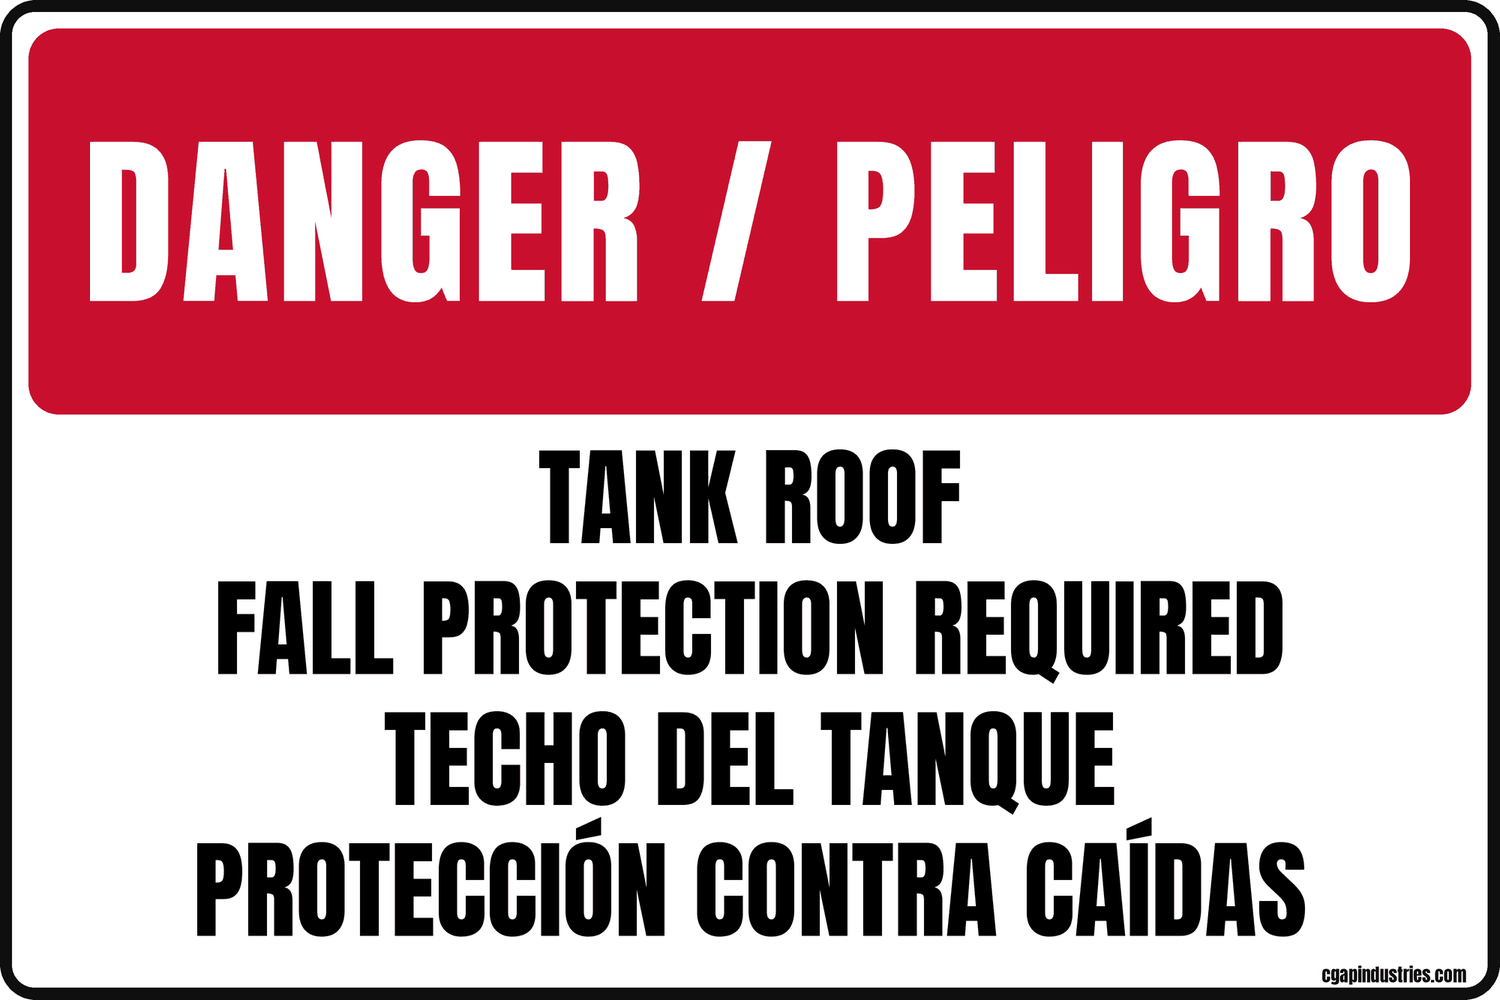 DANGER / PELIGRO
TANK ROOF
FALL PROTECTION REQUIRED
TECHO DEL TANQUE
PROTECCIÓN CONTRA CAÍDAS
cgapindustries.com